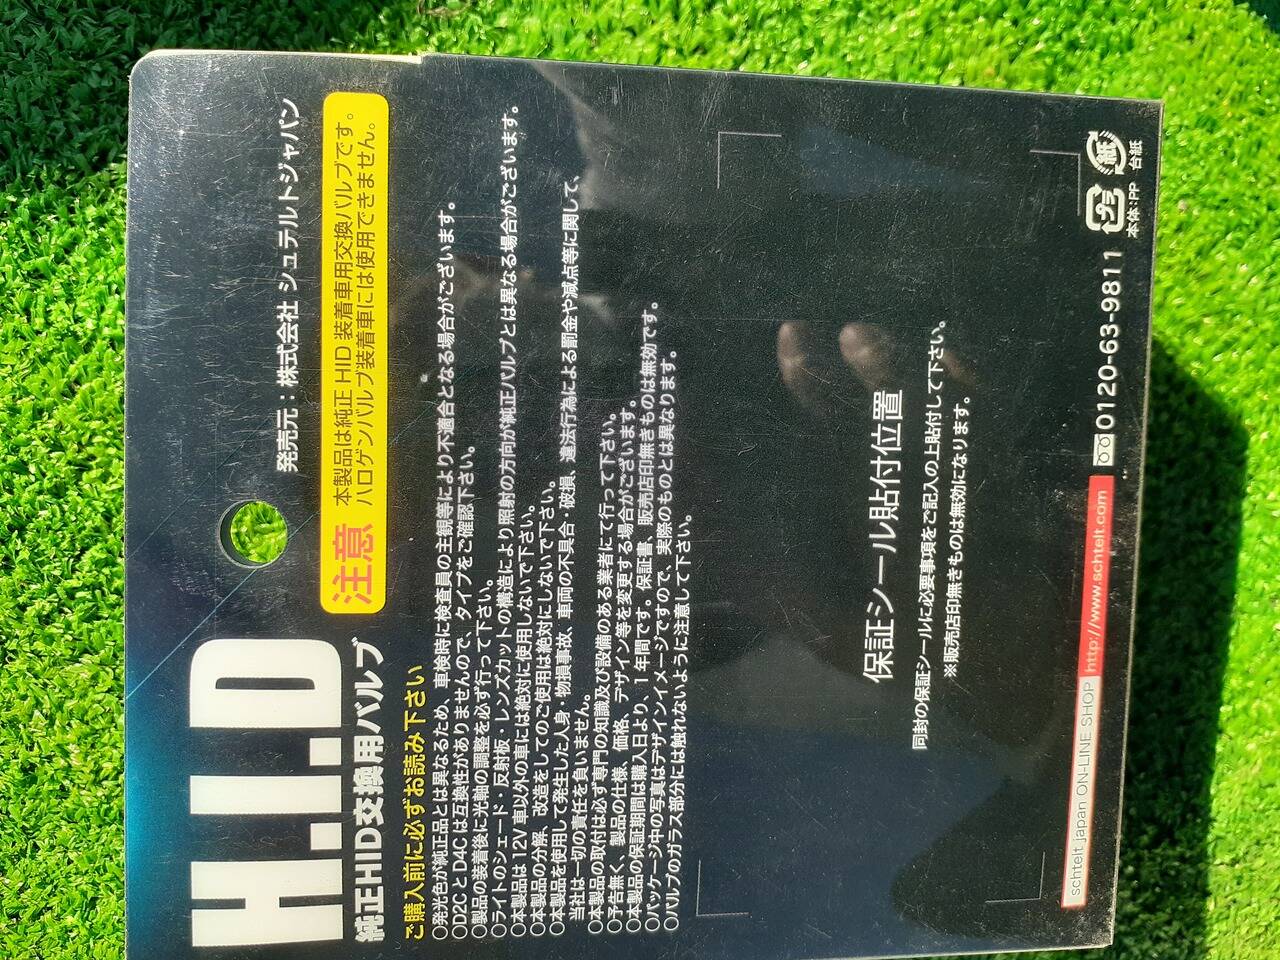 H.I.D
純正HID交換用バルブ
発売元：株式会社 シュテルトジャパン
注意
本製品は純正 HID 装着車用交換バルブです。
ハロゲンバルブ装着車には使用できません。
ご購入前に必ずお読み下さい
○発光色が純正品とは異なるため、車検時に検査員の主観等により不適合となる場合がございます。
○D2CとD4Cは互換性がありませんので、タイプをご確認下さい。
○製品の装着後に光軸の調整を必ず行って下さい。
○ライトのシェード・反射板・レンズカットの構造により照射の方向が純正バルブとは異なる場合がございます。
○本製品は12V車以外の車には絶対に使用しないで下さい。
○本製品の分解、改造をしてのご使用は絶対にしないで下さい。
○本製品を使用して発生した人身・物損事故、車両の不具合・破損、違法行為による罰金や減点等に関して、
当社は一切の責任を負いません。
○本製品の取付は必ず専門の知識及び設備のある業者にて行って下さい。
○予告無く、製品の仕様、価格、デザイン等を変更する場合がございます。
○本製品の保証期間は購入日より、1年間です。保証書、販売店印無きものは無効です。
○パッケージ中の写真はデザインイメージですので、実際のものとは異なります。
○バルブのガラス部分には触れないように注意して下さい。
保証シール貼付位置
同封の保証シールに必要事項をご記入の上貼付して下さい。
※販売店印無きものは無効になります。
schtelt japan ON-LINE SHOP http://www.schtelt.com 0120-63-9811
プラ 紙
本体：PP 台紙